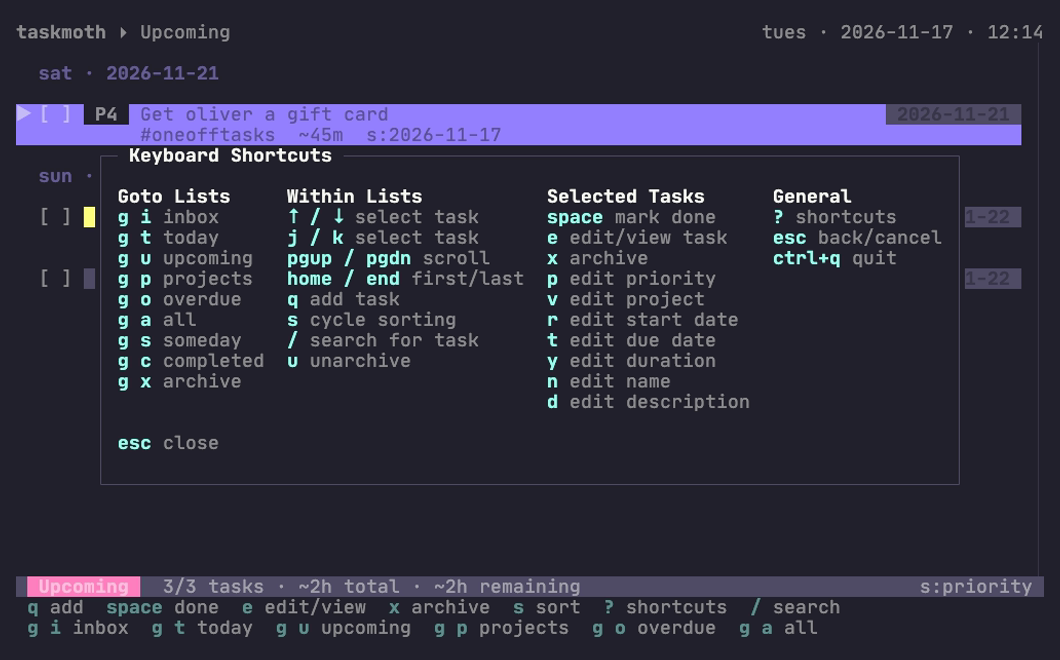 taskmoth ▸ Upcoming tues · 2026-11-17 · 12:14
sat · 2026-11-21
▶ [ ] P4 Get oliver a gift card 2026-11-21
#oneofftasks ~45m s:2026-11-17
Keyboard Shortcuts
sun ·
Goto Lists Within Lists Selected Tasks General
[ ] g i inbox ↑ / ↓ select task space mark done ? shortcuts 1-22
g t today j / k select task e edit/view task esc back/cancel
g u upcoming pgup / pgdn scroll x archive ctrl+q quit
[ ] g p projects home / end first/last p edit priority 1-22
g o overdue q add task v edit project
g a all s cycle sorting r edit start date
g s someday / search for task t edit due date
g c completed u unarchive y edit duration
g x archive n edit name
d edit description
esc close
Upcoming 3/3 tasks · ~2h total · ~2h remaining s:priority
q add space done e edit/view x archive s sort ? shortcuts / search
g i inbox g t today g u upcoming g p projects g o overdue g a all